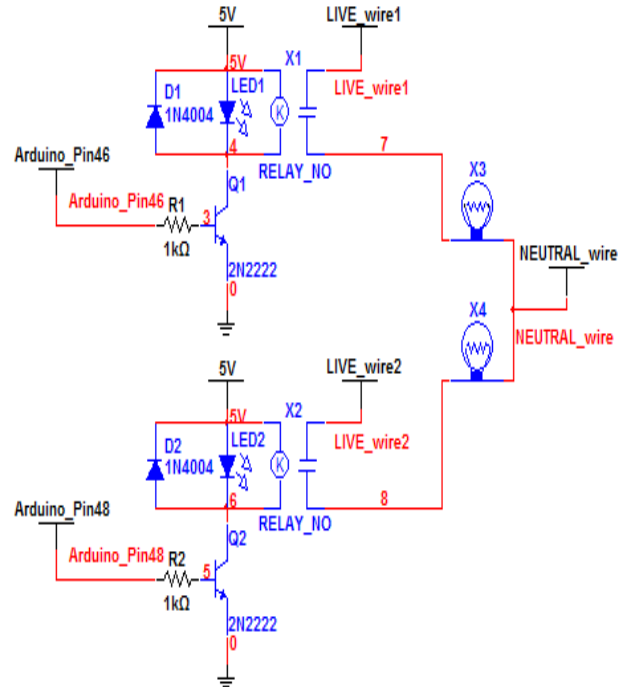 5V
LIVE_wire1
5V
X1
LED1
D1
1N4004
K
LIVE_wire1
4
7
RELAY_NO
Arduino_Pin46
Q1
X3
Arduino_Pin46
R1
3
1kΩ
2N2222
0
NEUTRAL_wire
X4
NEUTRAL_wire
5V
LIVE_wire2
5V
X2
LED2
D2
1N4004
K
LIVE_wire2
6
8
RELAY_NO
Arduino_Pin48
Q2
Arduino_Pin48
R2
5
1kΩ
2N2222
0